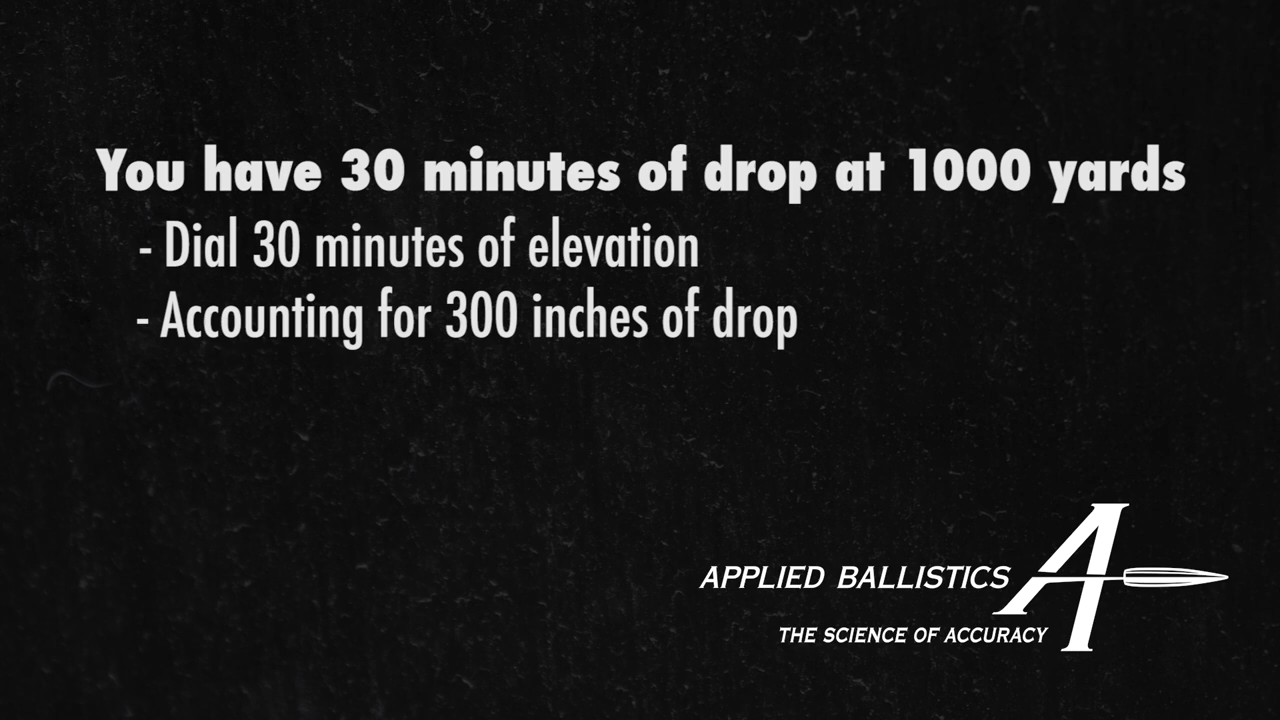 You have 30 minutes of drop at 1000 yards
- Dial 30 minutes of elevation
- Accounting for 300 inches of drop
APPLIED BALLISTICS A
THE SCIENCE OF ACCURACY